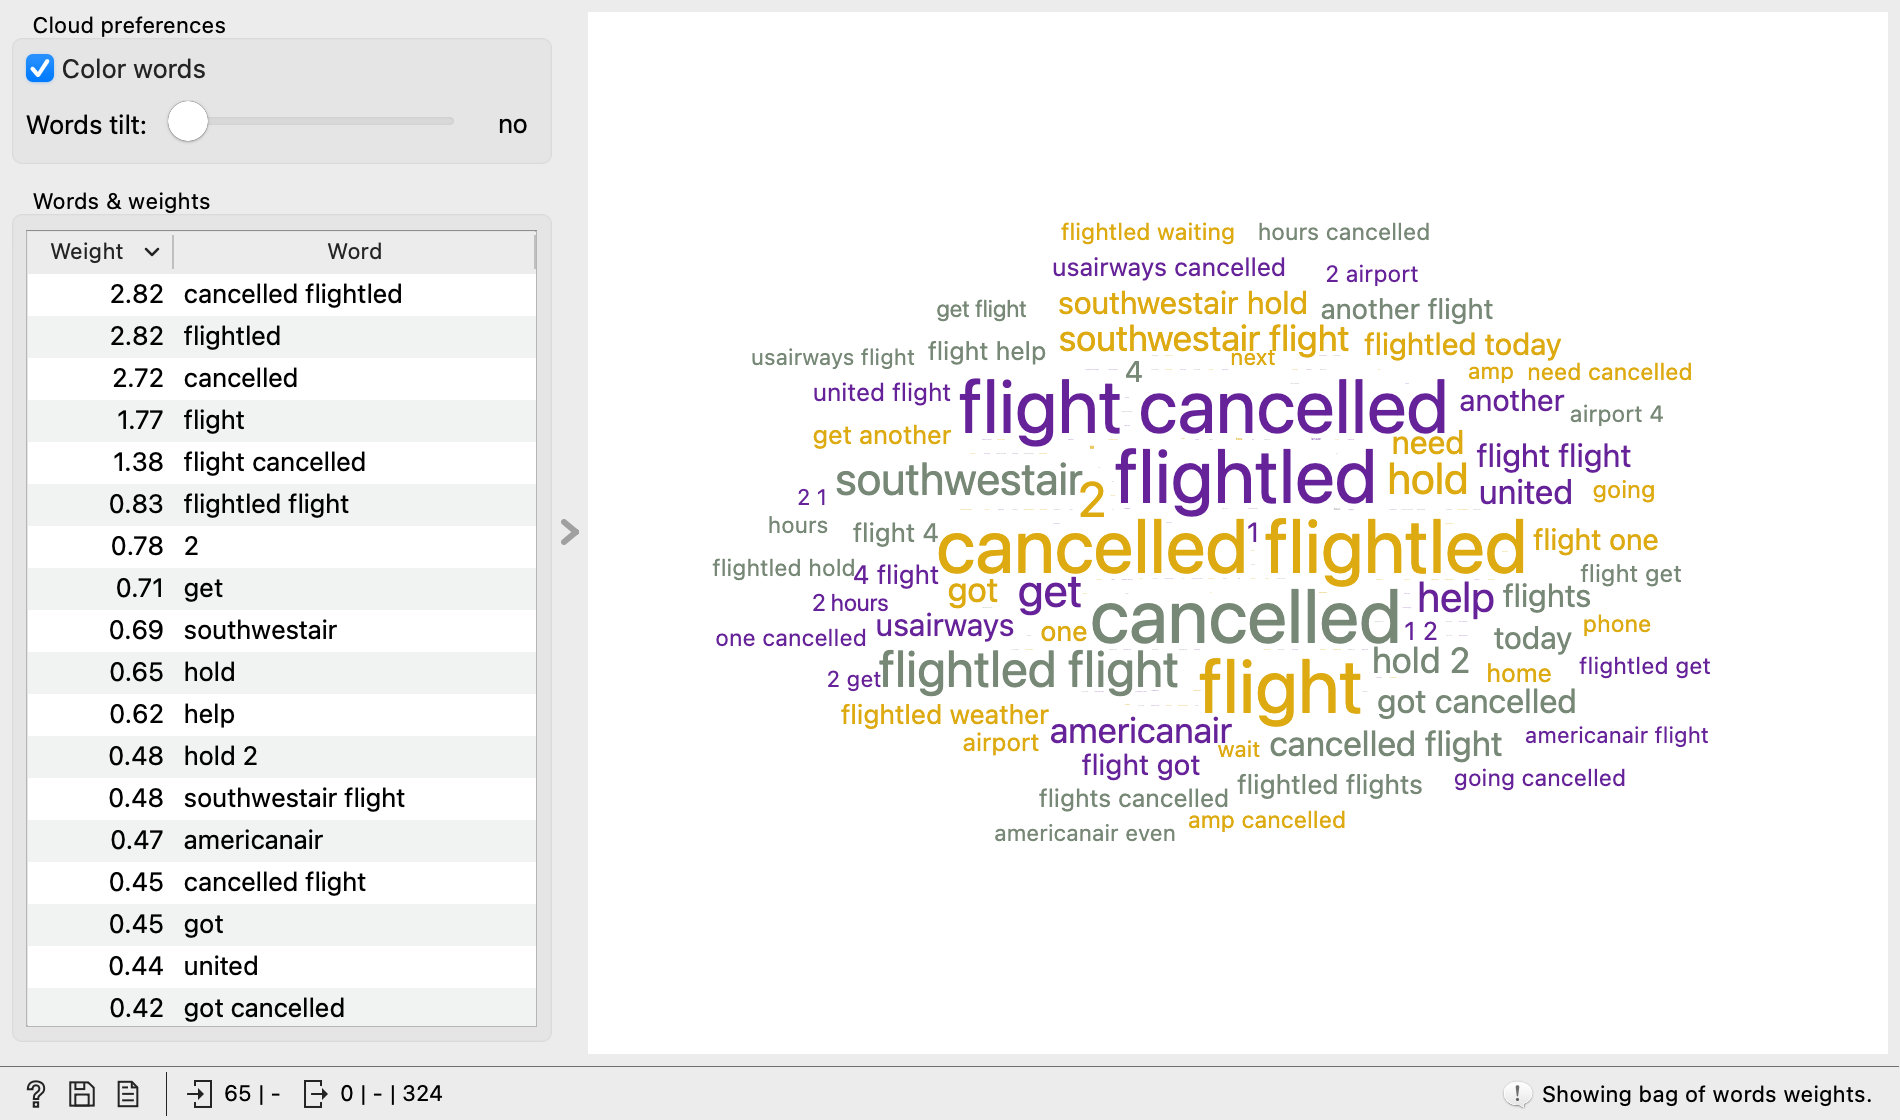 Cloud preferences
Color words
Words tilt: no
Words & weights
Weight Word
2.82 cancelled flightled
2.82 flightled
2.72 cancelled
1.77 flight
1.38 flight cancelled
0.83 flightled flight
0.78 2
0.71 get
0.69 southwestair
0.65 hold
0.62 help
0.48 hold 2
0.48 southwestair flight
0.47 americanair
0.45 cancelled flight
0.45 got
0.44 united
0.42 got cancelled
flightled waiting
hours cancelled
usairways cancelled
2 airport
get flight
southwestair hold
another flight
usairways flight
flight help
southwestair flight
next
flightled today
4
amp
need cancelled
united flight
flight cancelled
another
airport 4
get another
need
flight flight
southwestair
2
flightled
hold
united
going
2 1
hours
flight 4
cancelled flightled
1
flight one
flightled hold
4 flight
flight get
2 hours
got
get
cancelled
help
flights
one cancelled
usairways
one
1 2
today
phone
2 get
flightled flight
flight
hold 2
home
flightled get
got cancelled
flightled weather
airport
americanair
wait
cancelled flight
americanair flight
flight got
flightled flights
going cancelled
flights cancelled
amp cancelled
americanair even
? 65 | - 0 | - | 324
Showing bag of words weights.